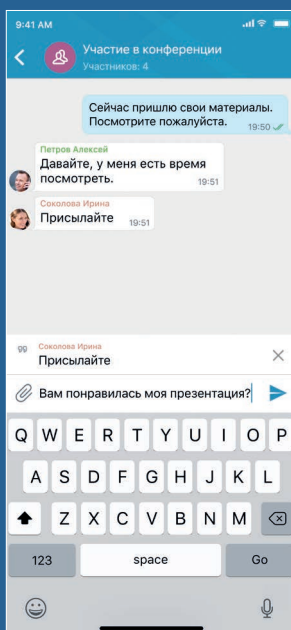 9:41 AM
Участие в конференции
Участников: 4
Сейчас пришлю свои материалы.
Посмотрите пожалуйста.
19:50
Петров Алексей
Давайте, у меня есть время
посмотреть.
19:51
Соколова Ирина
Присылайте
19:51
Соколова Ирина
Присылайте
Вам понравилась моя презентация?
Q W E R T Y U I O P
A S D F G H J K L
Z X C V B N M
123 space Go